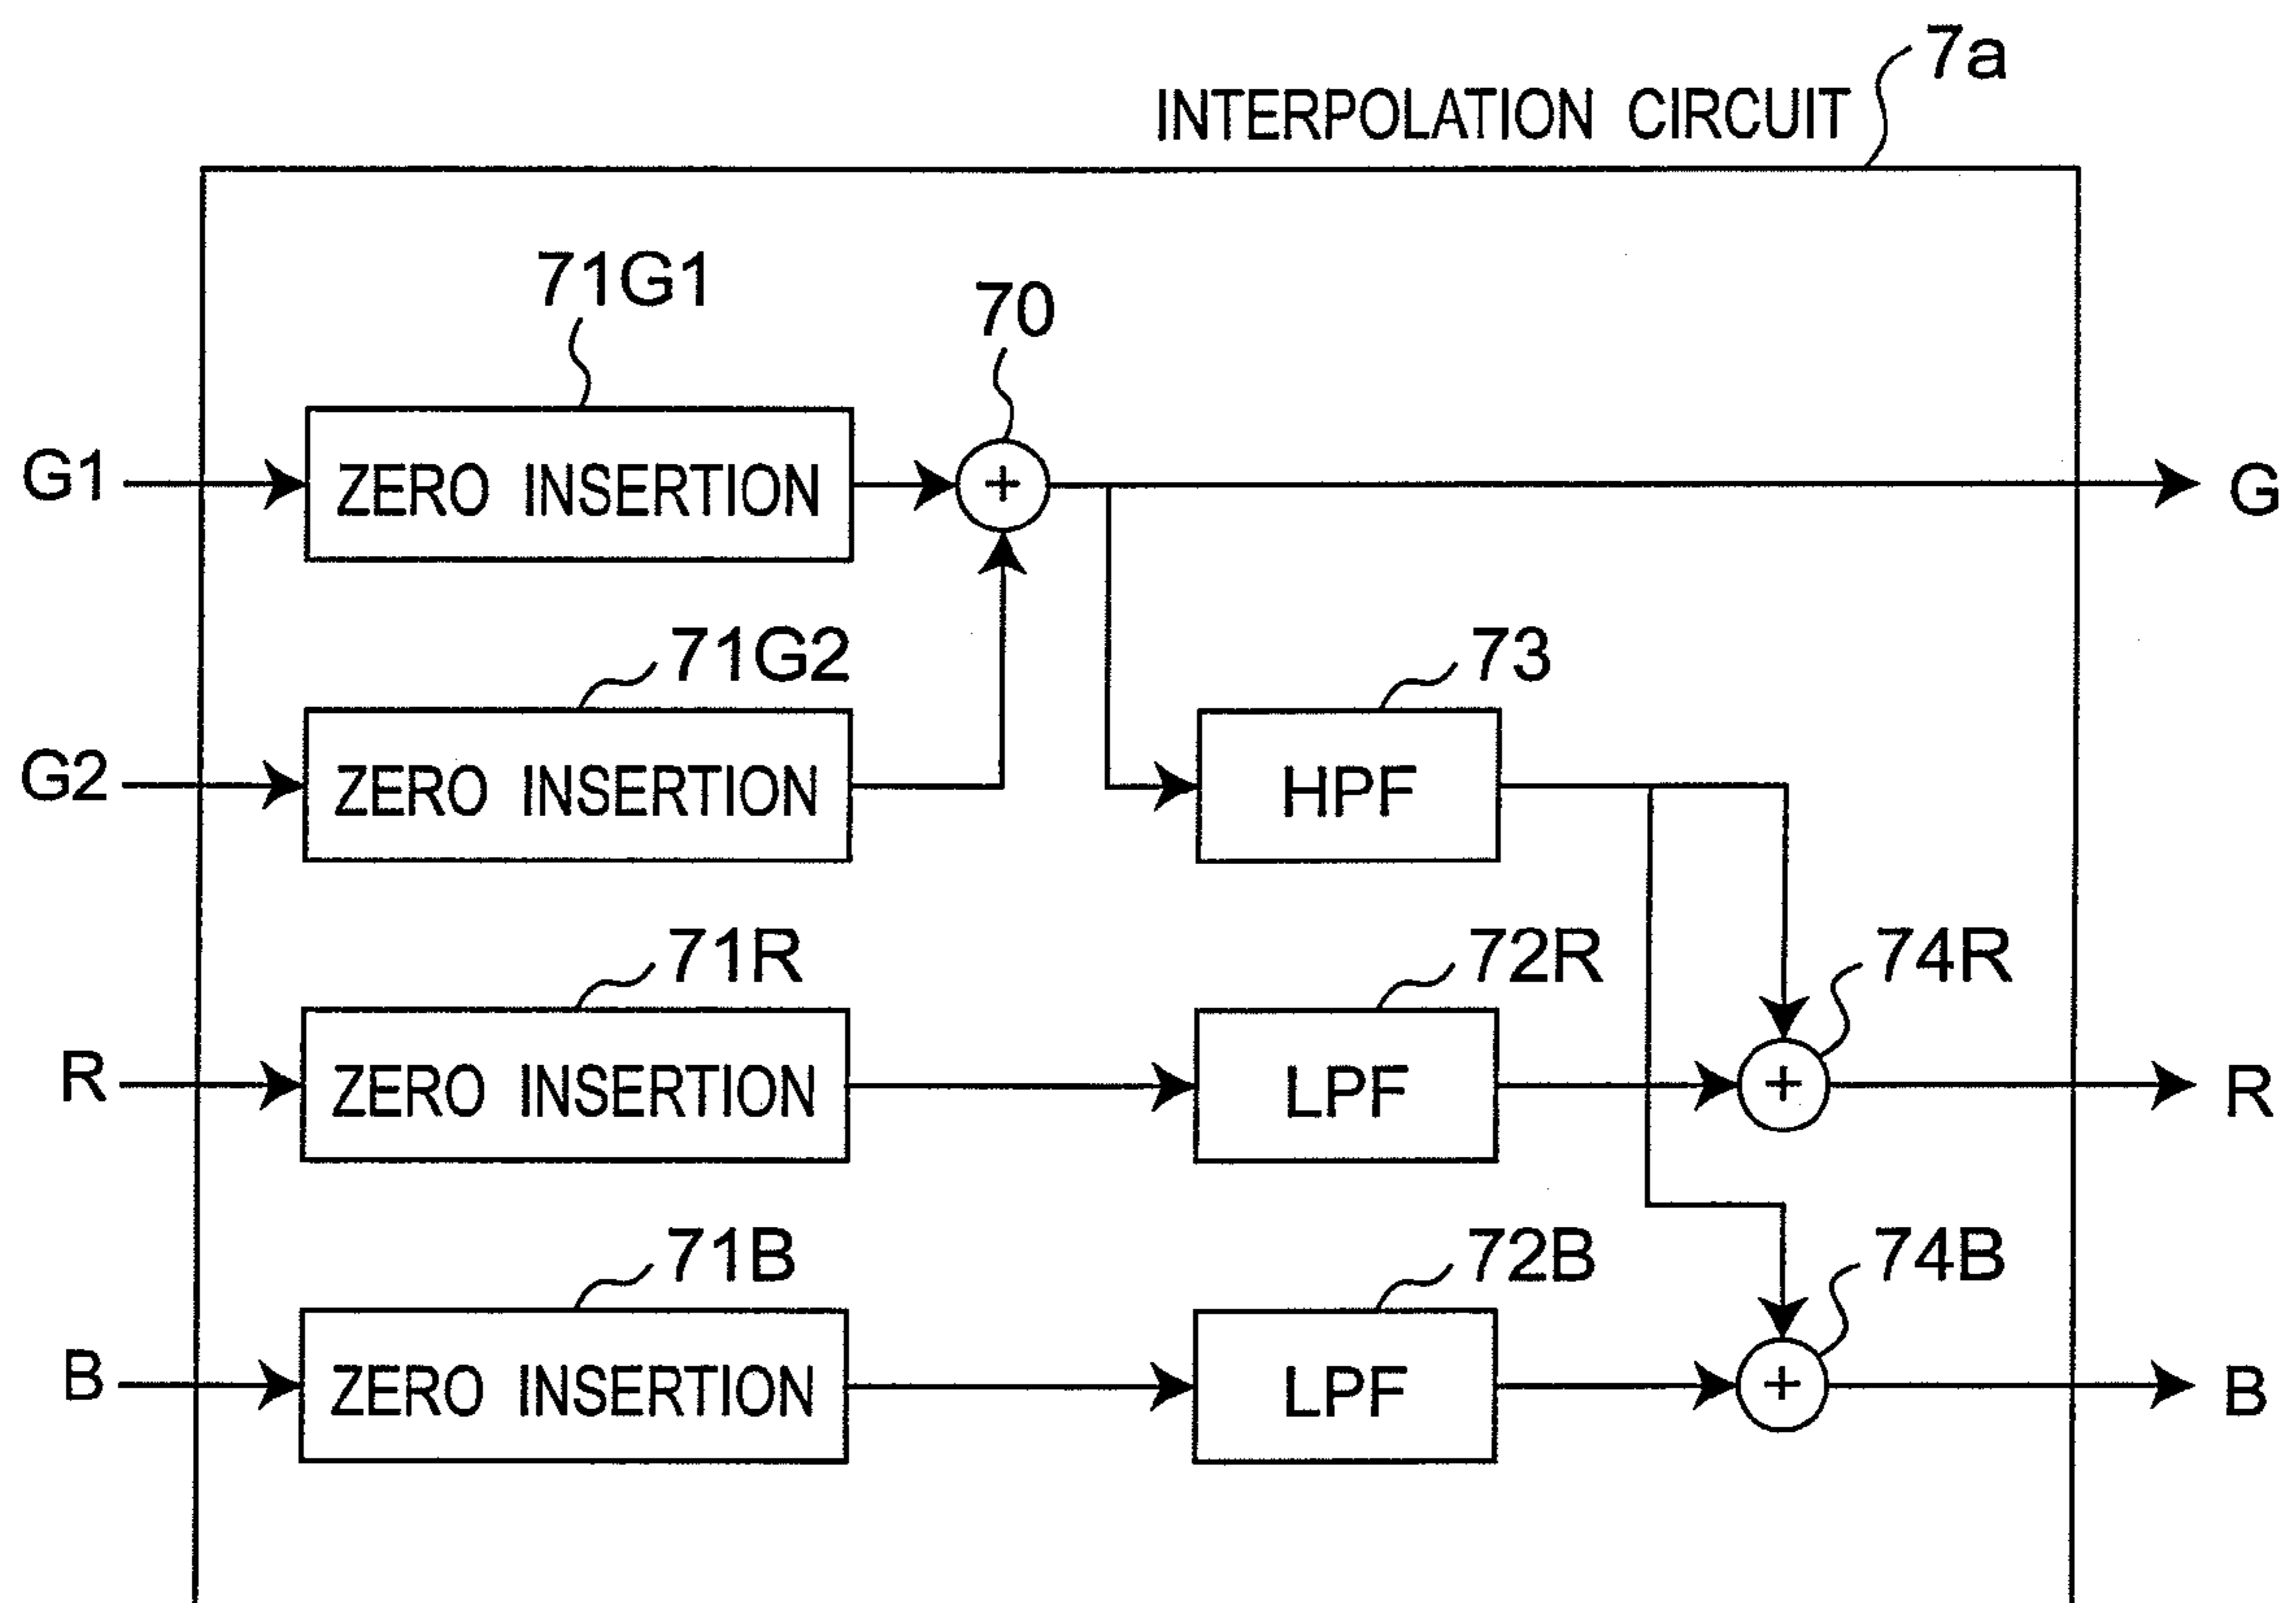 7a
INTERPOLATION CIRCUIT
71G1
70
G1
ZERO INSERTION
+
G
71G2
73
G2
ZERO INSERTION
HPF
71R
72R
74R
R
ZERO INSERTION
LPF
+
R
71B
72B
74B
B
ZERO INSERTION
LPF
+
B